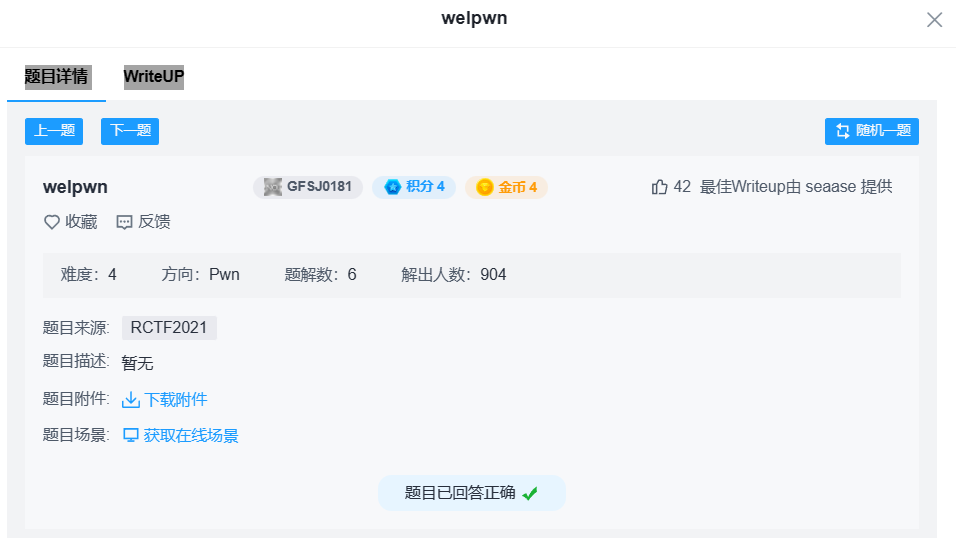 welpwn
题目详情 WriteUP
上一题 下一题 随机一题
welpwn GFSJ0181 积分 4 金币 4 42 最佳Writeup由 seaase 提供
收藏 反馈
难度：4 方向：Pwn 题解数：6 解出人数：904
题目来源: RCTF2021
题目描述: 暂无
题目附件: 下载附件
题目场景: 获取在线场景
题目已回答正确